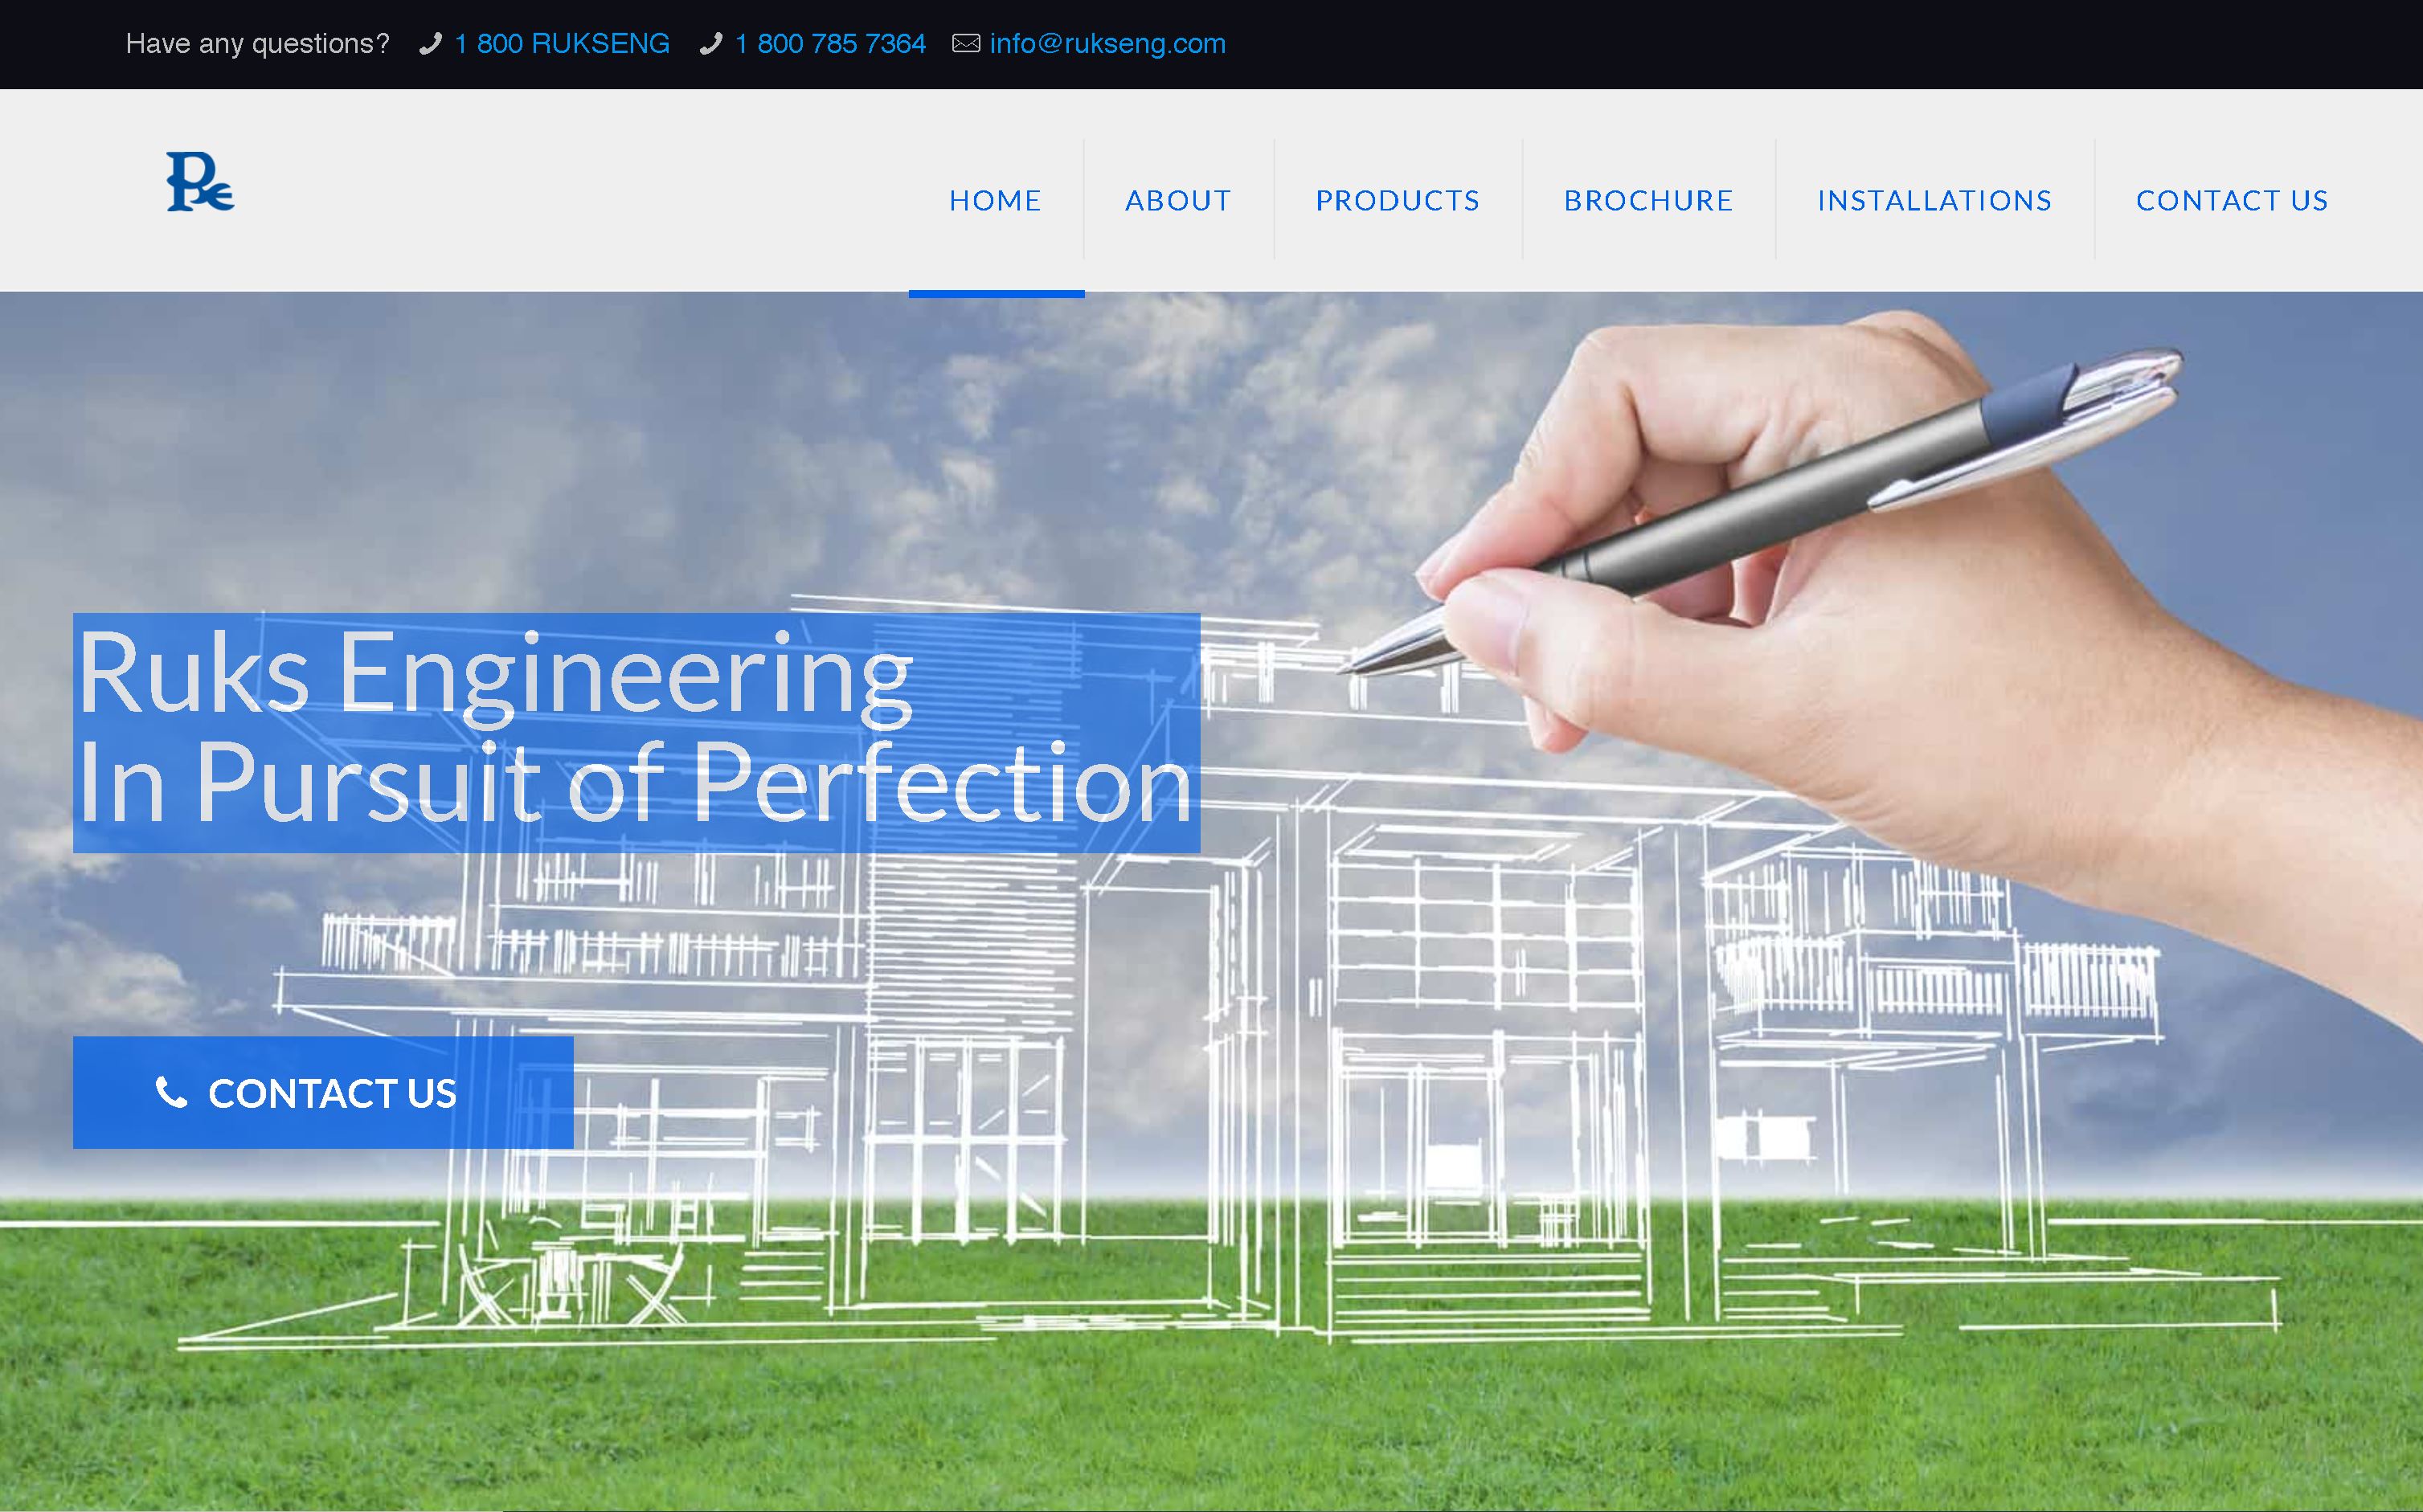 Have any questions? 1 800 RUKSENG 1 800 785 7364 info@rukseng.com
HOME ABOUT PRODUCTS BROCHURE INSTALLATIONS CONTACT US
Ruks Engineering
In Pursuit of Perfection
CONTACT US